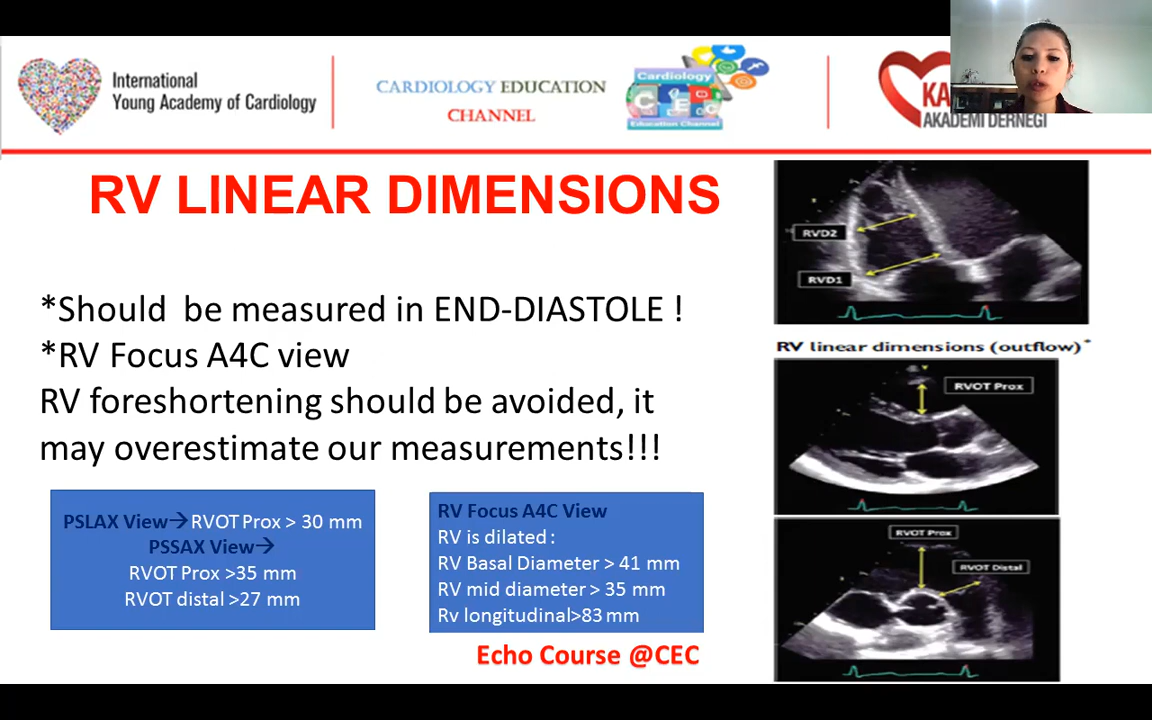 International
Young Academy of Cardiology
CARDIOLOGY EDUCATION
CHANNEL
Cardiology
C E C
Education Channel
KA
AKADEMI DERNEGI
RV LINEAR DIMENSIONS
*Should be measured in END-DIASTOLE !
*RV Focus A4C view
RV foreshortening should be avoided, it
may overestimate our measurements!!!
PSLAX View→ RVOT Prox > 30 mm
PSSAX View→
RVOT Prox >35 mm
RVOT distal >27 mm
RV Focus A4C View
RV is dilated :
RV Basal Diameter > 41 mm
RV mid diameter > 35 mm
Rv longitudinal>83 mm
Echo Course @CEC
RVD2
RVD1
RV linear dimensions (outflow)*
RVOT Prox
RVOT Prox
RVOT Distal